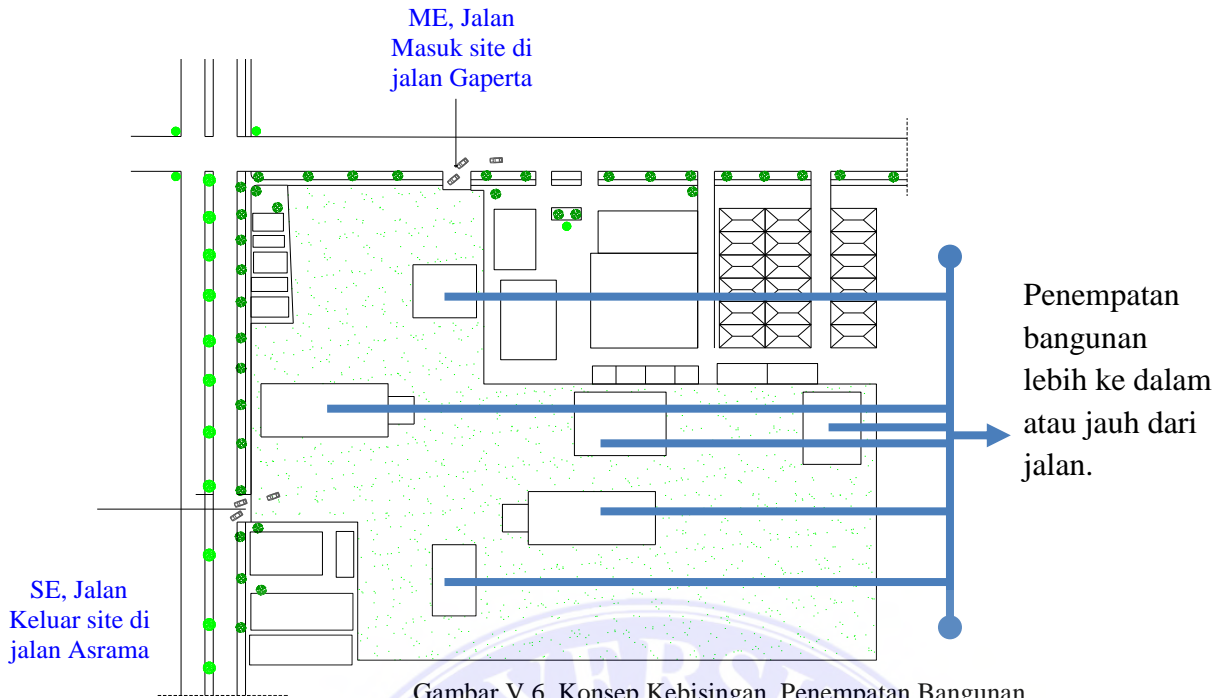 ME, Jalan
Masuk site di
jalan Gaperta
Penempatan
bangunan
lebih ke dalam
atau jauh dari
jalan.
SE, Jalan
Keluar site di
jalan Asrama
Gambar V.6. Konsep Kebisingan, Penempatan Bangunan